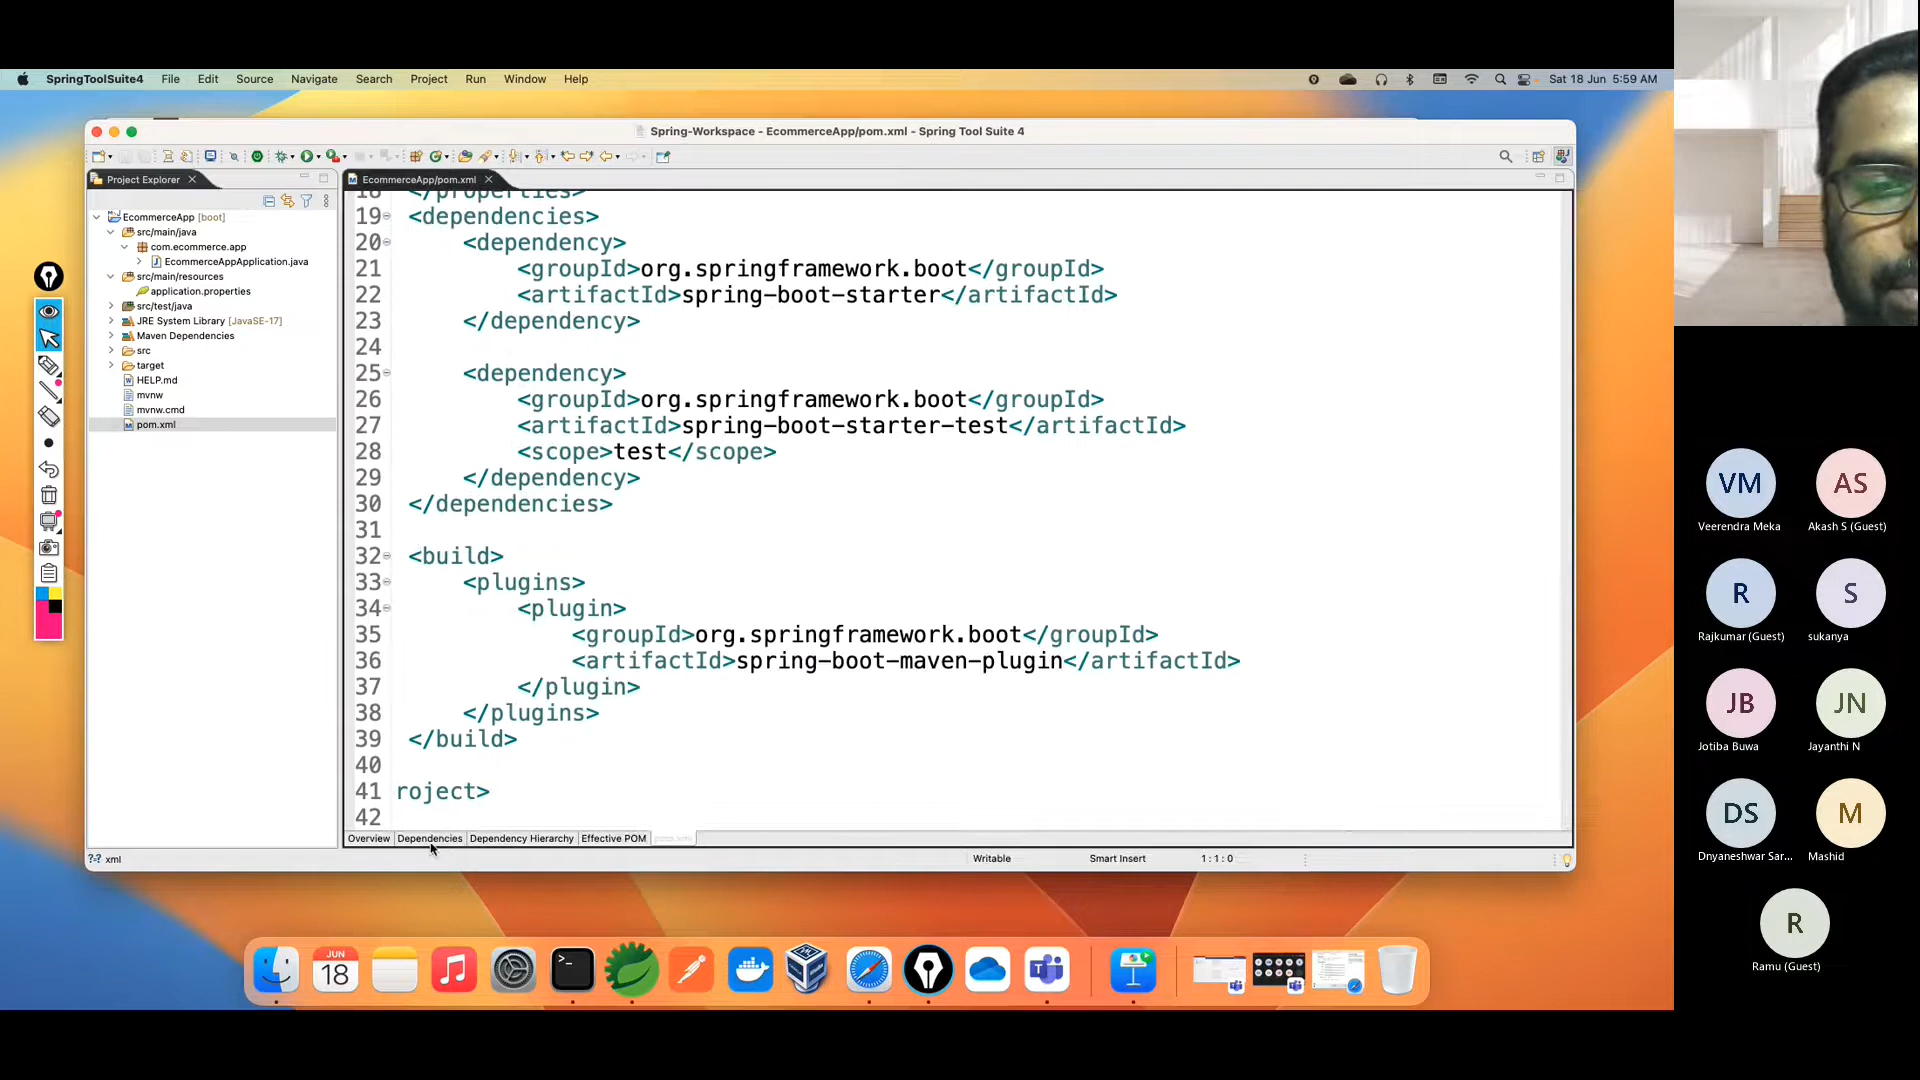 SpringToolSuite4 File Edit Source Navigate Search Project Run Window Help
Sat 18 Jun 5:59 AM
Spring-Workspace - EcommerceApp/pom.xml - Spring Tool Suite 4
Project Explorer
EcommerceApp [boot]
src/main/java
com.ecommerce.app
EcommerceAppApplication.java
src/main/resources
application.properties
src/test/java
JRE System Library [JavaSE-17]
Maven Dependencies
src
target
HELP.md
mvnw
mvnw.cmd
pom.xml
EcommerceApp/pom.xml
18 </properties>
19 <dependencies>
20 <dependency>
21 <groupId>org.springframework.boot</groupId>
22 <artifactId>spring-boot-starter</artifactId>
23 </dependency>
24
25 <dependency>
26 <groupId>org.springframework.boot</groupId>
27 <artifactId>spring-boot-starter-test</artifactId>
28 <scope>test</scope>
29 </dependency>
30 </dependencies>
31
32 <build>
33 <plugins>
34 <plugin>
35 <groupId>org.springframework.boot</groupId>
36 <artifactId>spring-boot-maven-plugin</artifactId>
37 </plugin>
38 </plugins>
39 </build>
40
41 roject>
42
Overview Dependencies Dependency Hierarchy Effective POM
xml
Writable Smart Insert 1 : 1 : 0
JUN
18
VM
Veerendra Meka
AS
Akash S (Guest)
R
Rajkumar (Guest)
S
sukanya
JB
Jotiba Buwa
JN
Jayanthi N
DS
Dnyaneshwar Sar...
M
Mashid
R
Ramu (Guest)